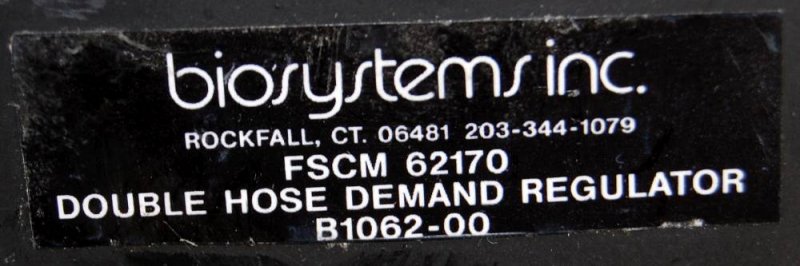 biosystems inc.
ROCKFALL, CT. 06481 203-344-1079
FSCM 62170
DOUBLE HOSE DEMAND REGULATOR
B1062-00